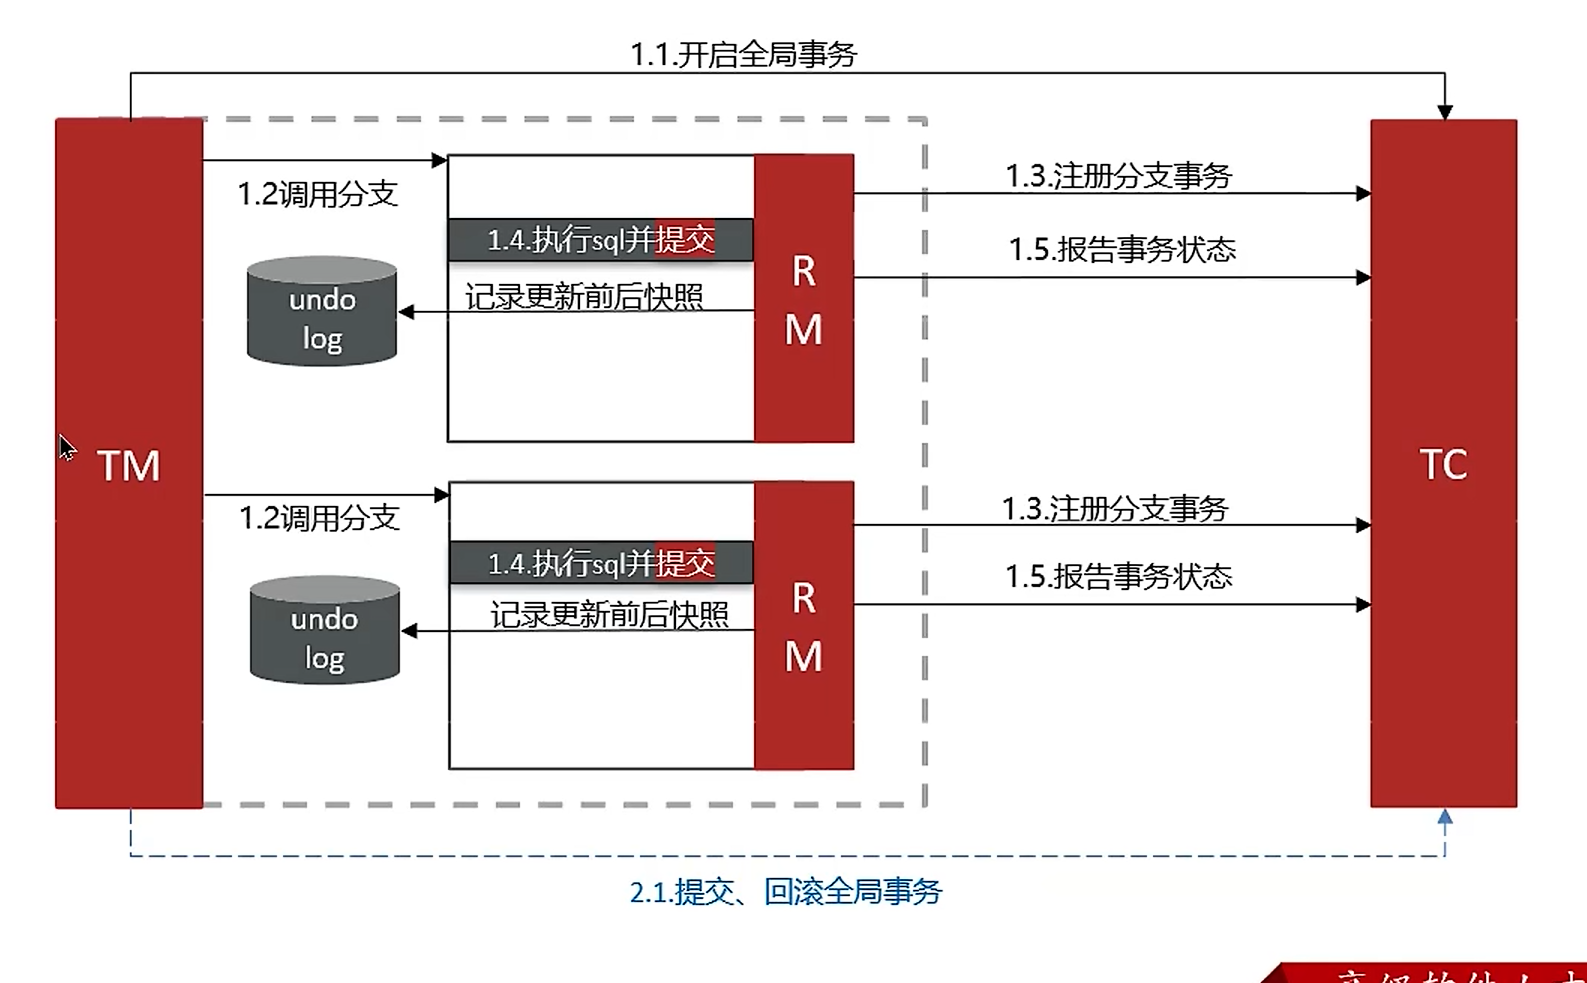 1.1.开启全局事务
1.2调用分支
1.3.注册分支事务
1.4.执行sql并提交
1.5.报告事务状态
记录更新前后快照
undo
log
R
M
TM
TC
1.2调用分支
1.3.注册分支事务
1.4.执行sql并提交
1.5.报告事务状态
记录更新前后快照
undo
log
R
M
2.1.提交、回滚全局事务